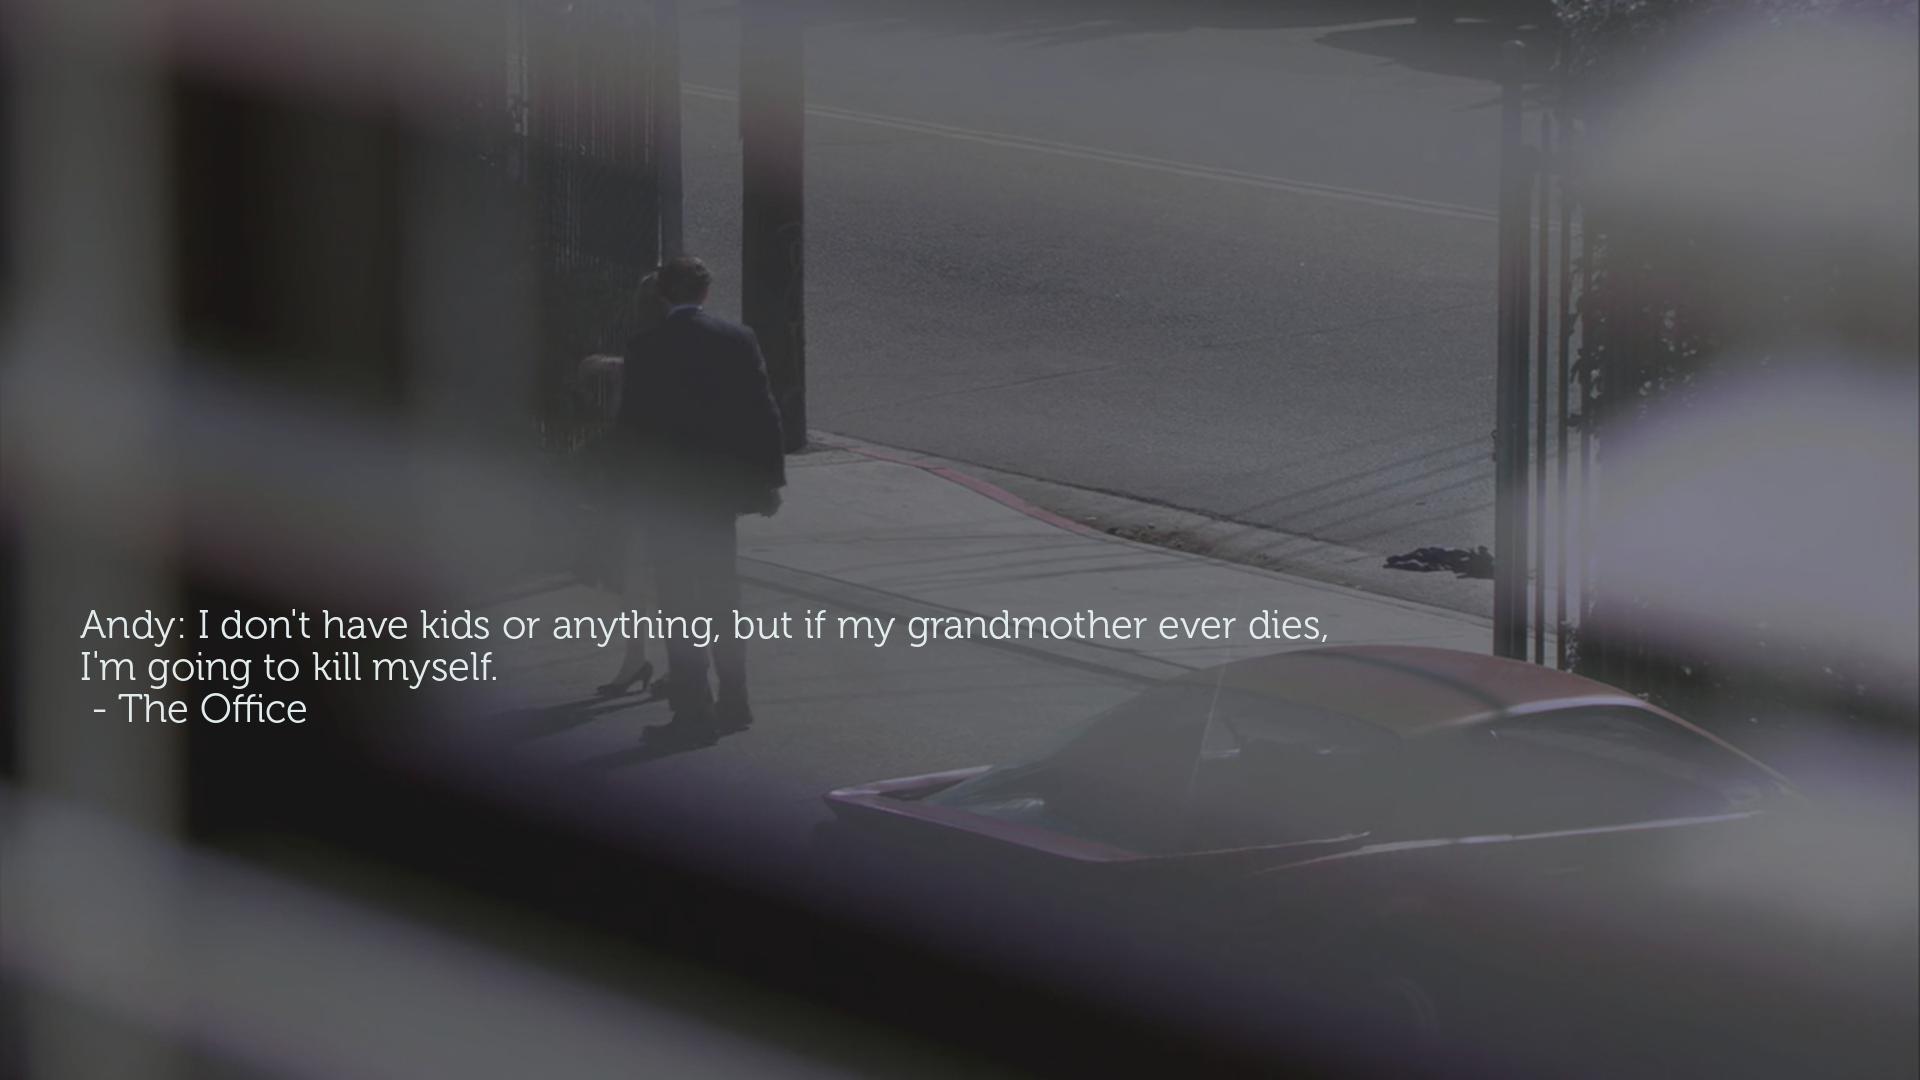 Andy: I don't have kids or anything, but if my grandmother ever dies,
I'm going to kill myself.
- The Office